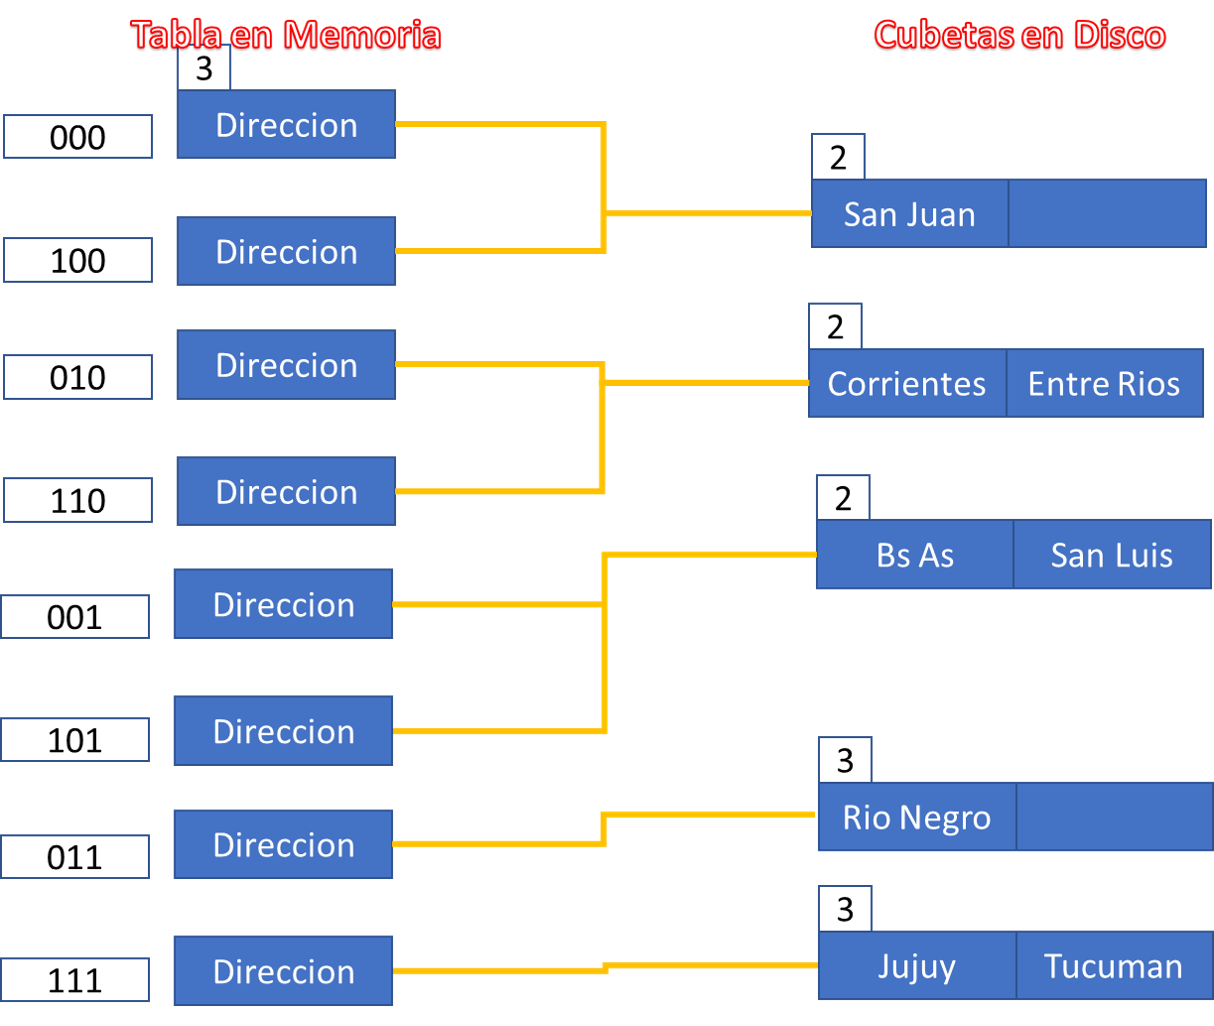 Tabla en Memoria
Cubetas en Disco
3
000
Direccion
2
San Juan
100
Direccion
2
010
Direccion
Corrientes
Entre Rios
110
Direccion
2
Bs As
San Luis
001
Direccion
101
Direccion
3
Rio Negro
011
Direccion
3
111
Direccion
Jujuy
Tucuman